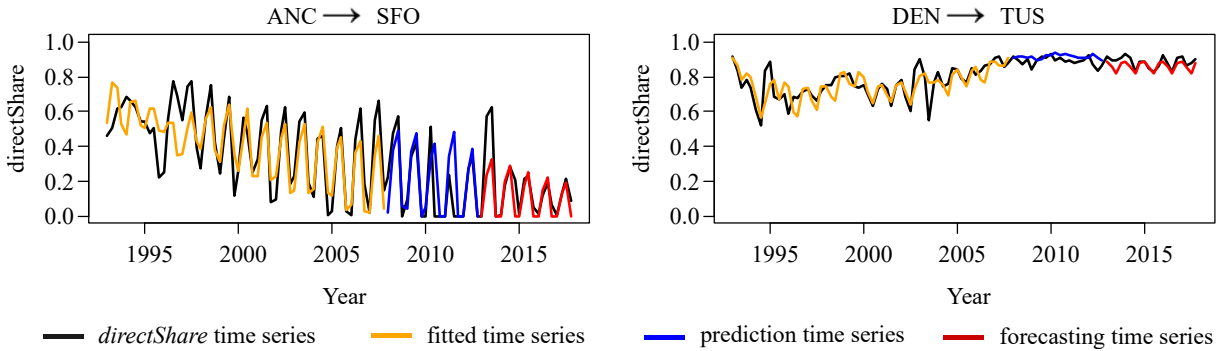 ANC → SFO
directShare
1.0
0.8
0.6
0.4
0.2
0.0
1995 2000 2005 2010 2015
Year
DEN → TUS
directShare
1.0
0.8
0.6
0.4
0.2
0.0
1995 2000 2005 2010 2015
Year
directShare time series fitted time series prediction time series forecasting time series